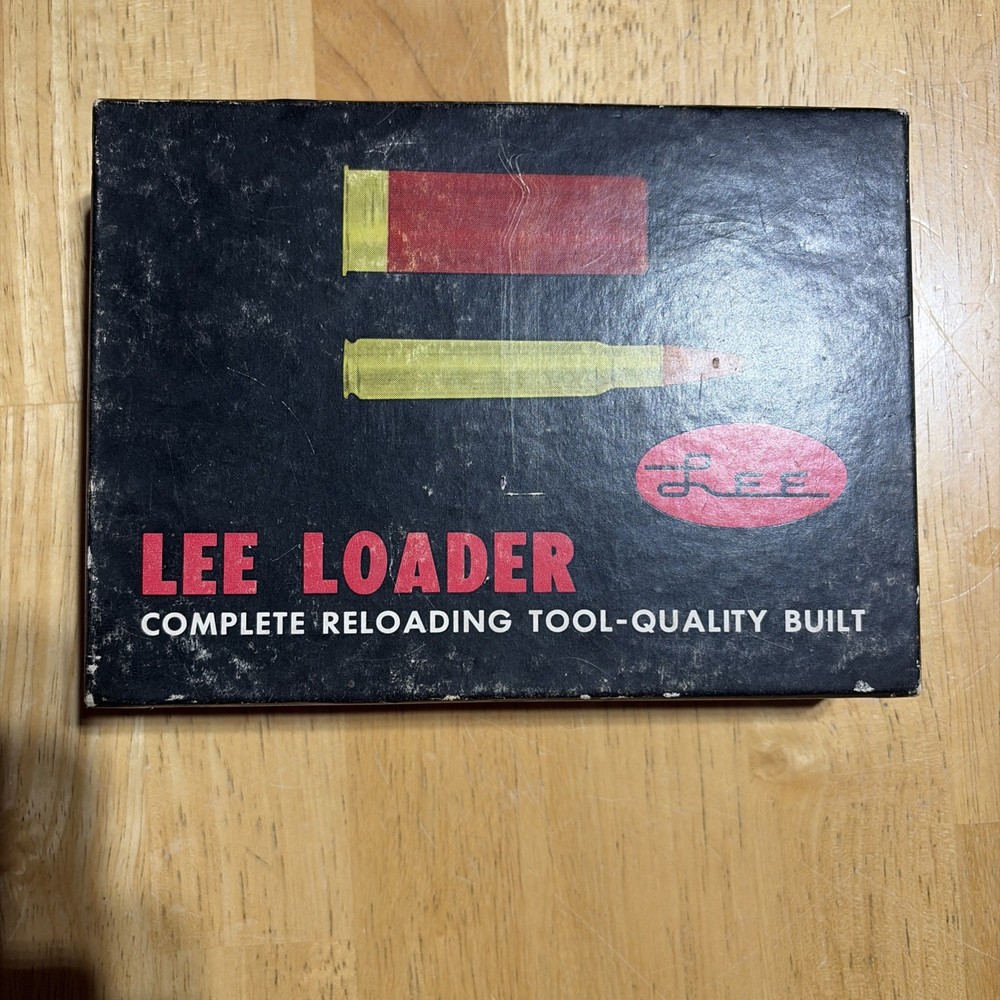 LEE
LEE LOADER
COMPLETE RELOADING TOOL-QUALITY BUILT